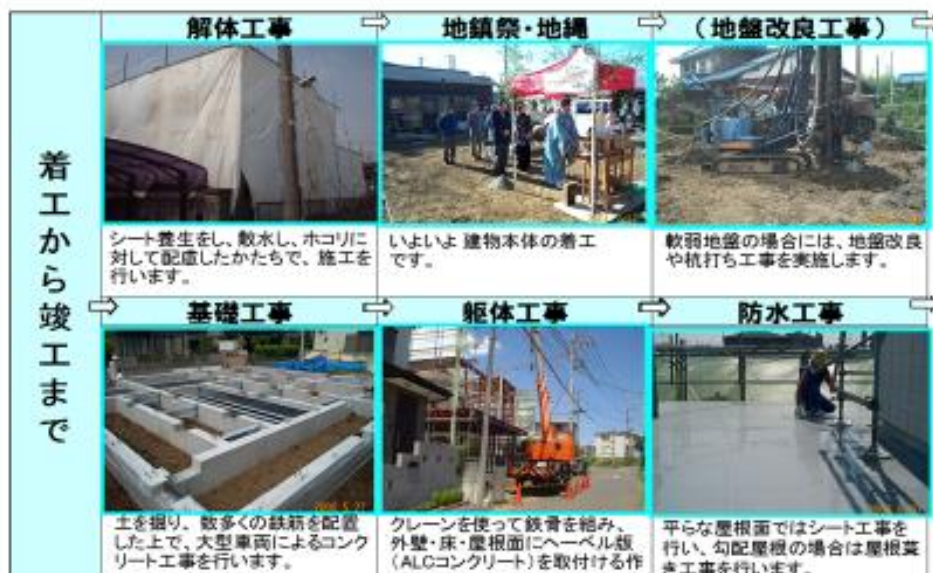 着工から竣工まで
解体工事
シート養生をし、散水し、ホコリに
対して配慮したかたちで、施工を
行います。
地鎮祭・地縄
いよいよ 建物本体の着工
です。
（地盤改良工事）
軟弱地盤の場合には、地盤改良
や杭打ち工事を実施します。
基礎工事
土を掘り、数多くの鉄筋を配置
した上で、大型車両によるコンク
リート工事を行います。
躯体工事
クレーンを使って鉄骨を組み、
外壁・床・屋根面にヘーベル版
（ALCコンクリート）を取付ける作
防水工事
平らな屋根面ではシート工事を
行い、勾配屋根の場合は屋根葺
き工事を行います。